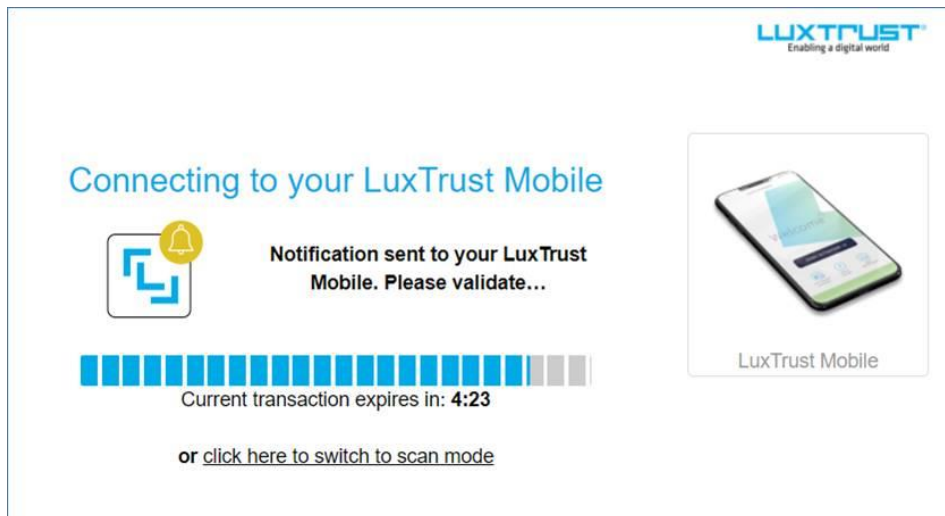 LUXTRUST®
Enabling a digital world
Connecting to your LuxTrust Mobile
Notification sent to your LuxTrust
Mobile. Please validate...
Welcome
LuxTrust Mobile
Current transaction expires in: 4:23
or click here to switch to scan mode